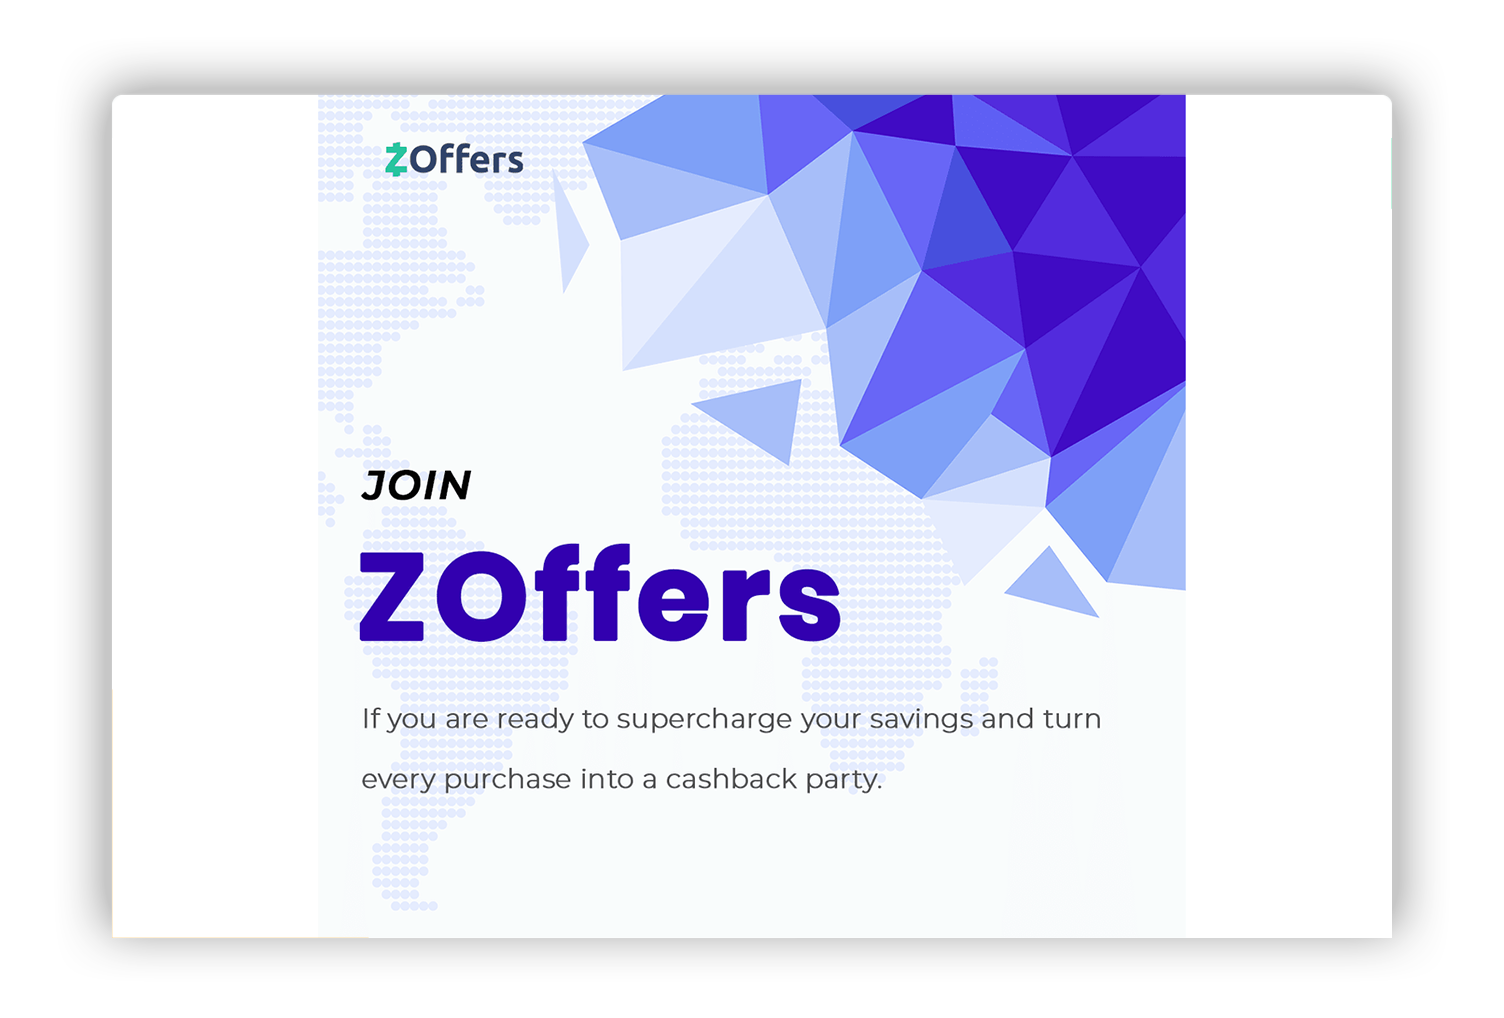 ZOffers
JOIN
ZOffers
If you are ready to supercharge your savings and turn
every purchase into a cashback party.